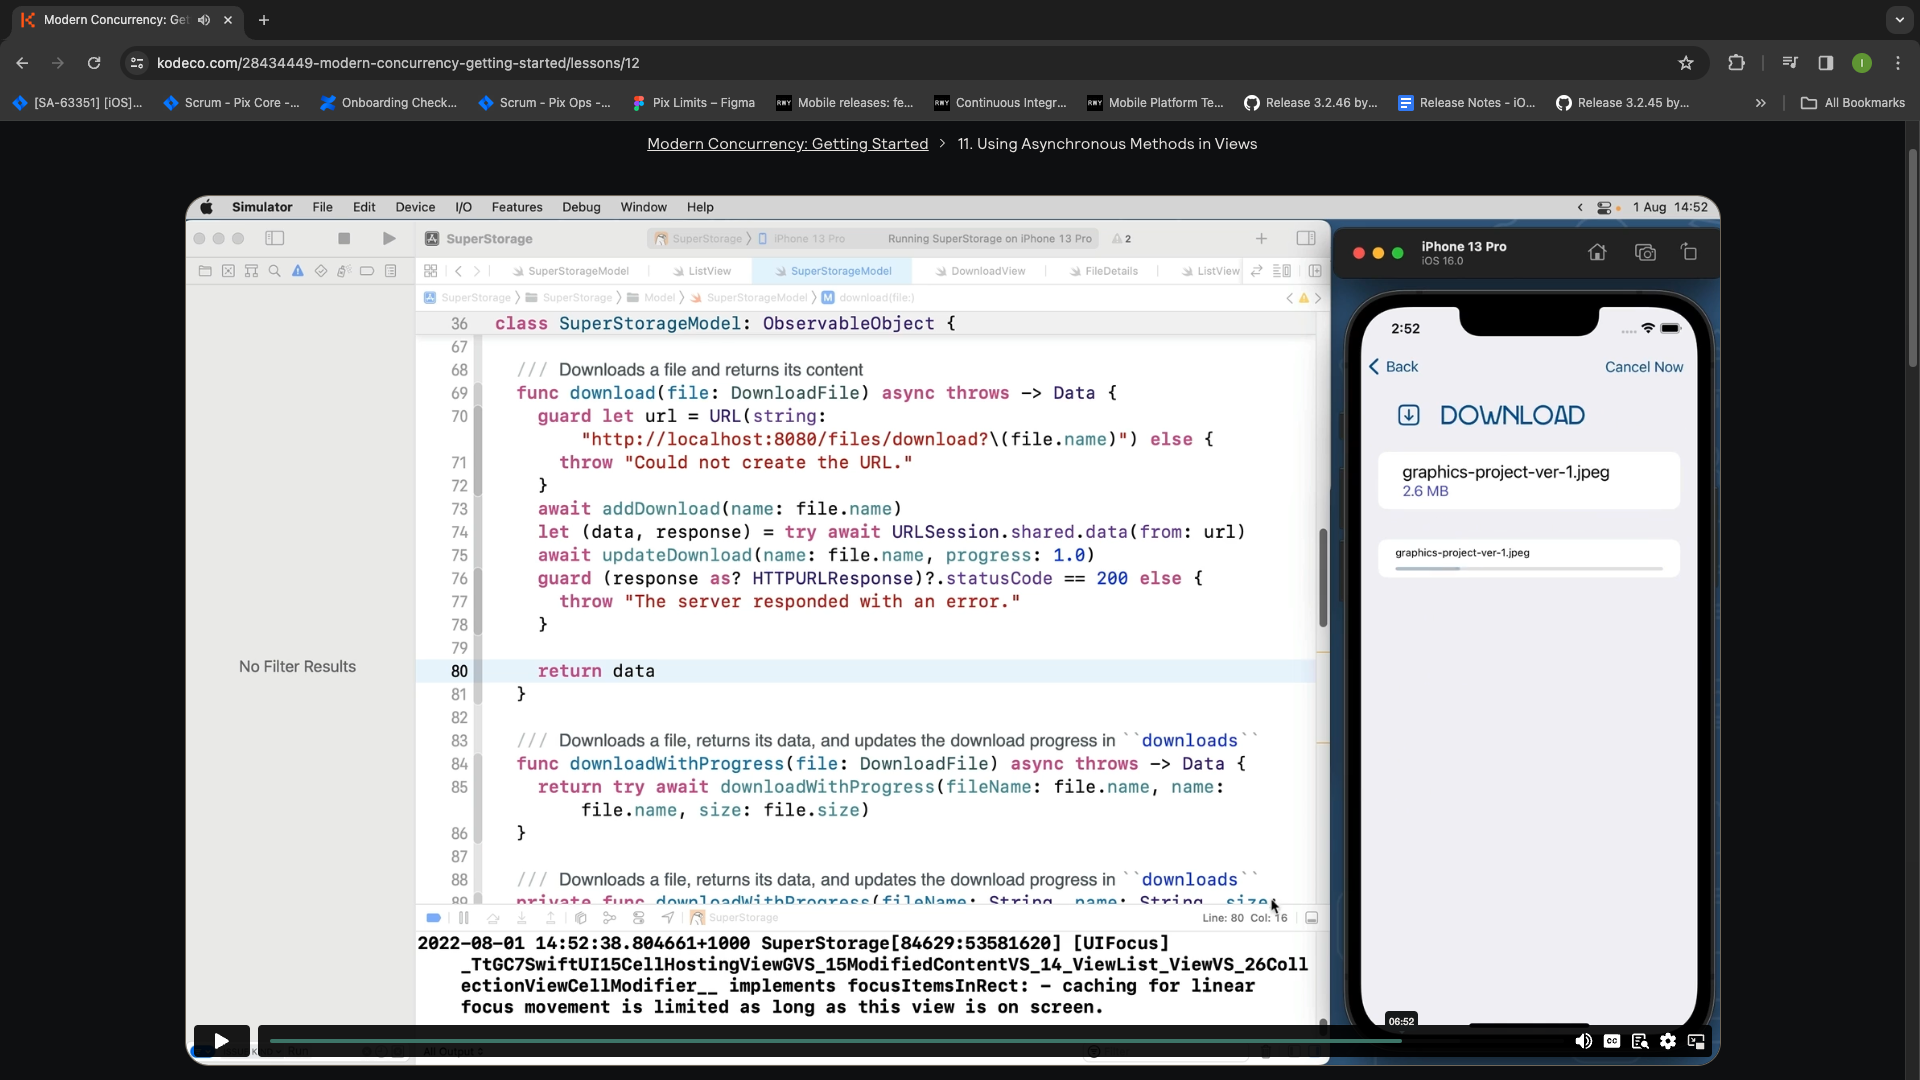 Modern Concurrency: Get
kodeco.com/28434449-modern-concurrency-getting-started/lessons/12
I
[SA-63351] [iOS]...
Scrum - Pix Core -...
Onboarding Check...
Scrum - Pix Ops -...
Pix Limits – Figma
Mobile releases: fe...
Continuous Integr...
Mobile Platform Te...
Release 3.2.46 by...
Release Notes - iO...
Release 3.2.45 by...
All Bookmarks
Modern Concurrency: Getting Started > 11. Using Asynchronous Methods in Views
Simulator File Edit Device I/O Features Debug Window Help
1 Aug 14:52
SuperStorage
SuperStorage > iPhone 13 Pro
Running SuperStorage on iPhone 13 Pro
2
SuperStorageModel
ListView
SuperStorageModel
DownloadView
FileDetails
ListView
SuperStorage > SuperStorage > Model > SuperStorageModel > M download(file:)
36 class SuperStorageModel: ObservableObject {
67
68 /// Downloads a file and returns its content
69 func download(file: DownloadFile) async throws -> Data {
70 guard let url = URL(string:
"http://localhost:8080/files/download?\(file.name)") else {
71 throw "Could not create the URL."
72 }
73 await addDownload(name: file.name)
74 let (data, response) = try await URLSession.shared.data(from: url)
75 await updateDownload(name: file.name, progress: 1.0)
76 guard (response as? HTTPURLResponse)?.statusCode == 200 else {
77 throw "The server responded with an error."
78 }
79
80 return data
81 }
82
83 /// Downloads a file, returns its data, and updates the download progress in ``downloads``
84 func downloadWithProgress(file: DownloadFile) async throws -> Data {
85 return try await downloadWithProgress(fileName: file.name, name:
file.name, size: file.size)
86 }
87
88 /// Downloads a file, returns its data, and updates the download progress in ``downloads``
89 private func downloadWithProgress(fileName: String, name: String, size:
No Filter Results
SuperStorage
Line: 80 Col: 16
2022-08-01 14:52:38.804661+1000 SuperStorage[84629:53581620] [UIFocus]
_TtGC7SwiftUI15CellHostingViewGVS_15ModifiedContentVS_14_ViewList_ViewVS_26Coll
ectionViewCellModifier__ implements focusItemsInRect: - caching for linear
focus movement is limited as long as this view is on screen.
All Output
iPhone 13 Pro
iOS 16.0
2:52
Back
Cancel Now
DOWNLOAD
graphics-project-ver-1.jpeg
2.6 MB
graphics-project-ver-1.jpeg
06:52
CC